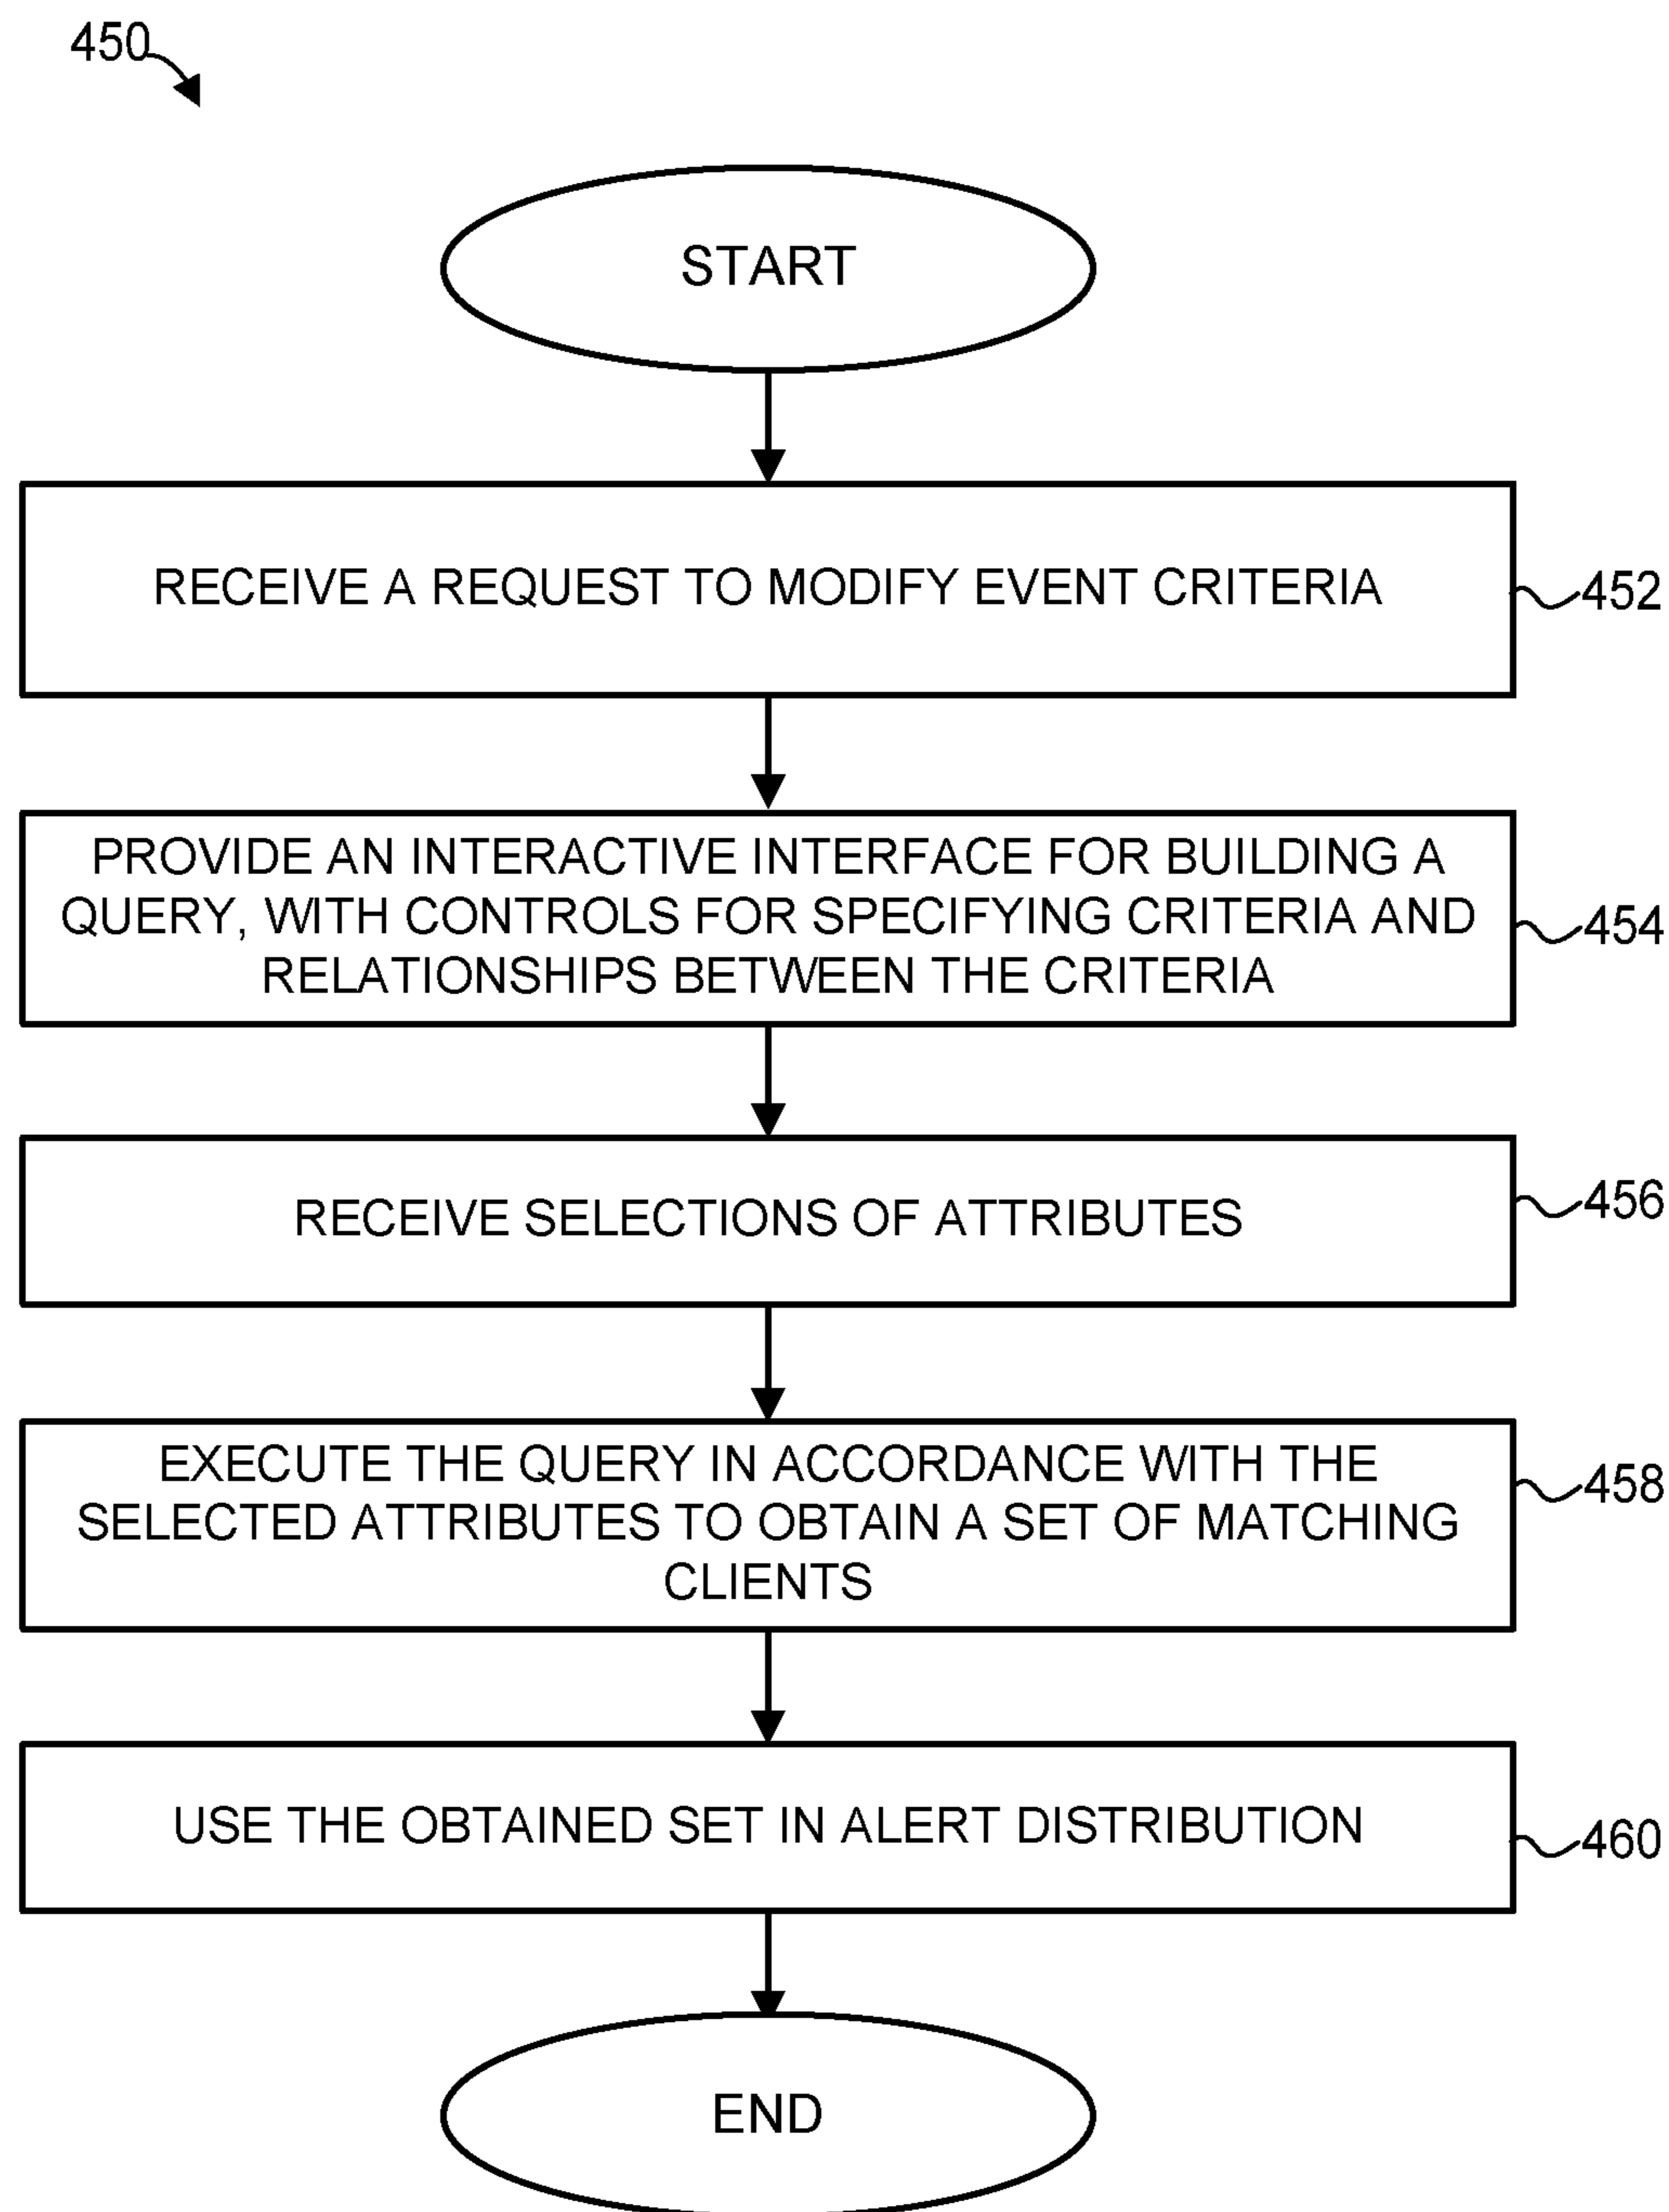 450
START
RECEIVE A REQUEST TO MODIFY EVENT CRITERIA
452
PROVIDE AN INTERACTIVE INTERFACE FOR BUILDING A
QUERY, WITH CONTROLS FOR SPECIFYING CRITERIA AND
RELATIONSHIPS BETWEEN THE CRITERIA
454
RECEIVE SELECTIONS OF ATTRIBUTES
456
EXECUTE THE QUERY IN ACCORDANCE WITH THE
SELECTED ATTRIBUTES TO OBTAIN A SET OF MATCHING
CLIENTS
458
USE THE OBTAINED SET IN ALERT DISTRIBUTION
460
END